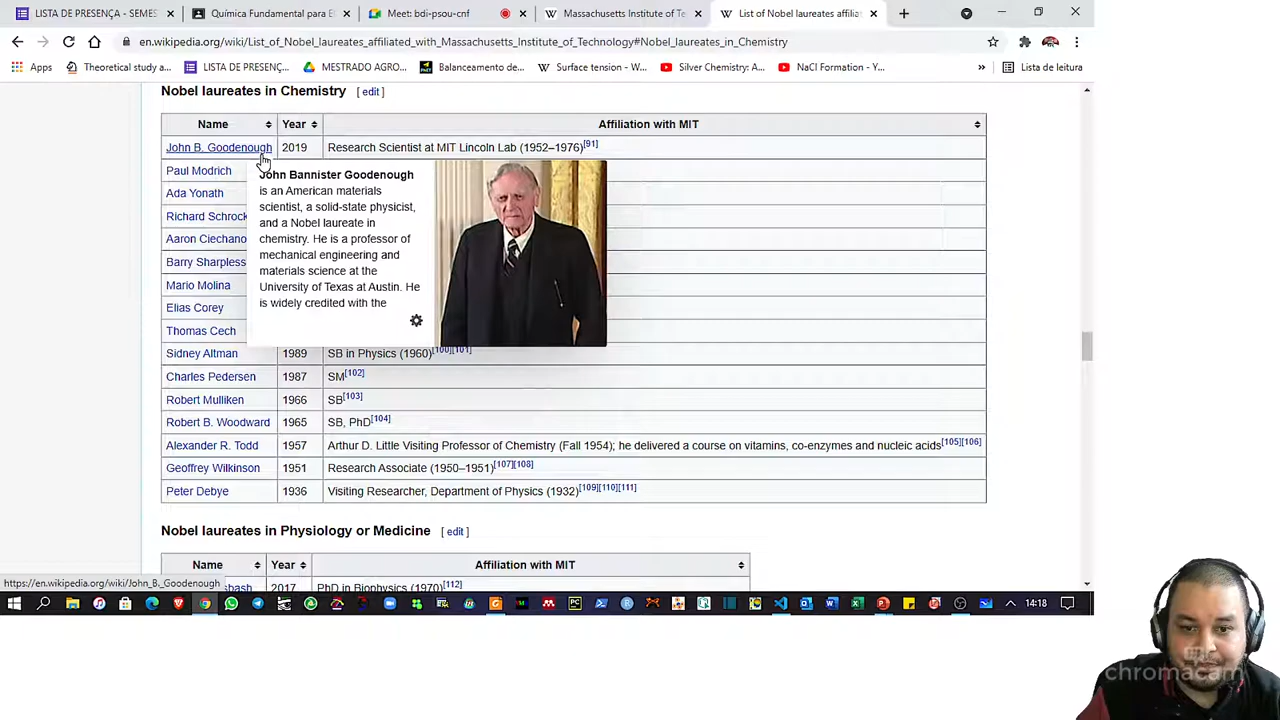 LISTA DE PRESENÇA - SEMES
Química Fundamental para E
Meet: bdi-psou-cnf
Massachusetts Institute of Te
List of Nobel laureates affilia
en.wikipedia.org/wiki/List_of_Nobel_laureates_affiliated_with_Massachusetts_Institute_of_Technology#Nobel_laureates_in_Chemistry
Apps
Theoretical study a...
LISTA DE PRESENÇ...
MESTRADO AGRO...
Balanceamento de...
Surface tension - W...
Silver Chemistry: A...
NaCl Formation - Y...
»
Lista de leitura
Nobel laureates in Chemistry [ edit ]
Name Year Affiliation with MIT
John B. Goodenough 2019 Research Scientist at MIT Lincoln Lab (1952–1976)[91]
Paul Modrich
Ada Yonath
Richard Schrock
Aaron Ciechano
Barry Sharpless
Mario Molina
Elias Corey
Thomas Cech
John Bannister Goodenough
is an American materials
scientist, a solid-state physicist,
and a Nobel laureate in
chemistry. He is a professor of
mechanical engineering and
materials science at the
University of Texas at Austin. He
is widely credited with the
Sidney Altman 1989 SB in Physics (1960)[100][101]
Charles Pedersen 1987 SM[102]
Robert Mulliken 1966 SB[103]
Robert B. Woodward 1965 SB, PhD[104]
Alexander R. Todd 1957 Arthur D. Little Visiting Professor of Chemistry (Fall 1954); he delivered a course on vitamins, co-enzymes and nucleic acids[105][106]
Geoffrey Wilkinson 1951 Research Associate (1950–1951)[107][108]
Peter Debye 1936 Visiting Researcher, Department of Physics (1932)[109][110][111]
Nobel laureates in Physiology or Medicine [ edit ]
Name Year Affiliation with MIT
sbash 2017 PhD in Biophysics (1970)[112]
https://en.wikipedia.org/wiki/John_B._Goodenough
14:18
chromacam